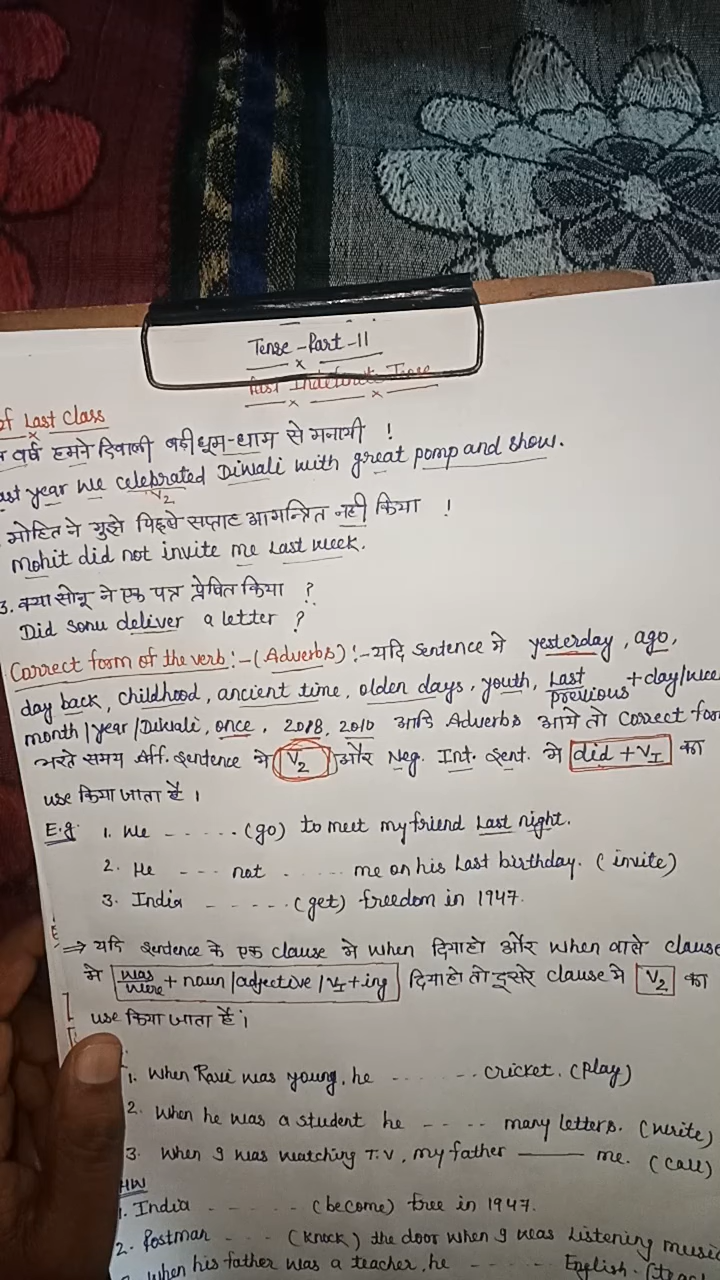 Tense-Part-II
Past Indefinite Tense
of Last Class
वर्ष हमने दिवाली बड़ी धूम-धाम से मनायी !
ast year we celebrated Diwali with great pomp and show.
V2
मोहित ने मुझे पिछले सप्ताह आमन्त्रित नहीं किया !
Mohit did not invite me Last week.
3. क्या सोनू ने एक पत्र प्रेषित किया ?
Did Sonu deliver a letter ?
Correct form of the verb:-(Adverbs):-यदि sentence मे yesterday, ago,
day back, childhood, ancient time, olden days, youth, Last/previous + day/wee
month/year/Diwali, once, 2018, 2010 आदि Adverbs आये तो Correct for
भरते समय Aff. sentence मे V2 और Neg. Int. Sent. मे did + VI का
use किया जाता है।
E.g 1. We ------ (go) to meet my friend Last night.
2. He --- not ---- me on his Last birthday. (invite)
3. India ------ (get) freedom in 1947.
⇒ यदि sentence के एक clause मे when दिया हो और when वाले clause
मे was/were + noun/adjective/VI+ing दिया हो तो दूसरे clause मे V2 का
use किया जाता है।
1. When Ravi was young, he ------ cricket. (Play)
2. When he was a student he ---- many letters. (write)
3. When I was watching T.V, my father ____ me. (Call)
HW
1. India ------ (become) free in 1947.
2. Postman ---- (knock) the door when I was Listening music
when his father was a teacher, he ------ English. (teac